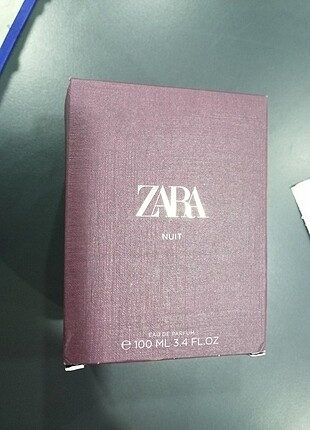 ZARA
NUIT
EAU DE PARFUM
℮ 100 ML 3.4 FL.OZ